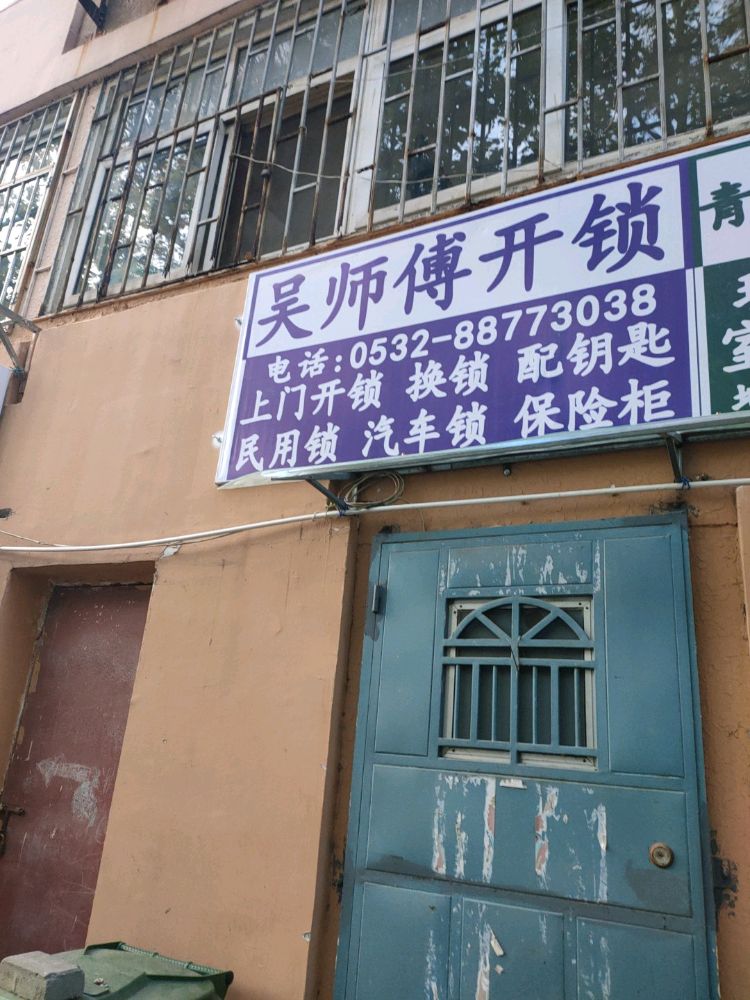 吴师傅开锁
电话:0532-88773038
上门开锁 换锁 配钥匙
民用锁 汽车锁 保险柜
青
室